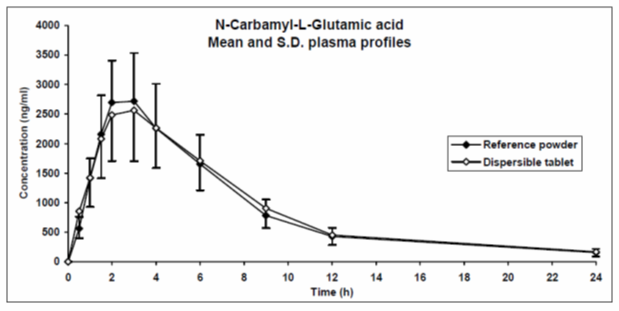 N-Carbamyl-L-Glutamic acid
Mean and S.D. plasma profiles
Concentration (ng/ml)
4000
3500
3000
2500
2000
1500
1000
500
0
Reference powder
Dispersible tablet
0 2 4 6 8 10 12 14 16 18 20 22 24
Time (h)